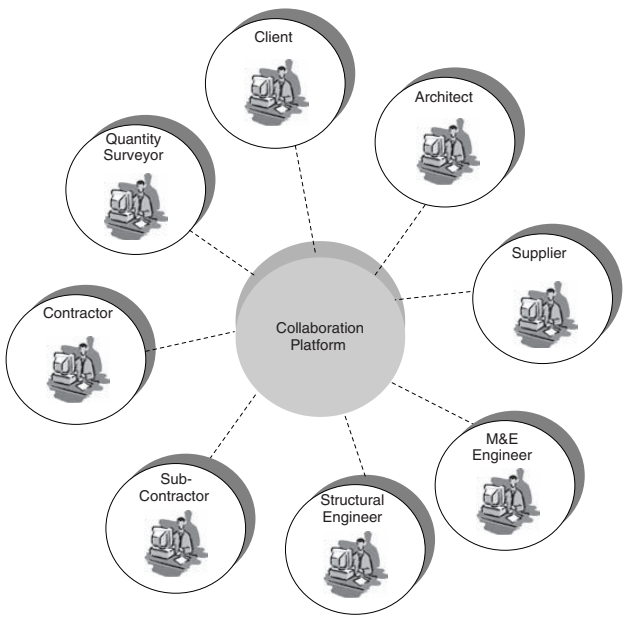 Client
Architect
Quantity
Surveyor
Supplier
Contractor
Collaboration
Platform
M&E
Engineer
Sub-
Contractor
Structural
Engineer